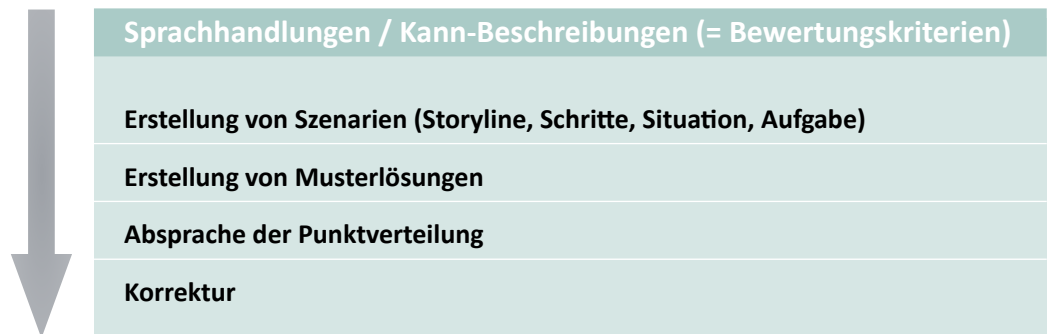 Sprachhandlungen / Kann-Beschreibungen (= Bewertungskriterien)
Erstellung von Szenarien (Storyline, Schritte, Situation, Aufgabe)
Erstellung von Musterlösungen
Absprache der Punktverteilung
Korrektur